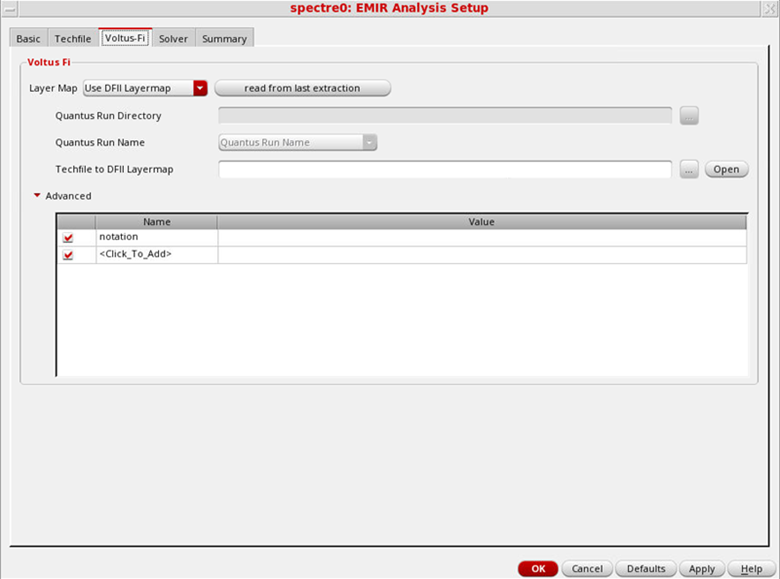 spectre0: EMIR Analysis Setup
Basic Techfile Voltus-Fi Solver Summary
Voltus Fi
Layer Map Use DFII Layermap read from last extraction
Quantus Run Directory ...
Quantus Run Name Quantus Run Name
Techfile to DFII Layermap ... Open
Advanced
Name Value
notation
<Click_To_Add>
OK Cancel Defaults Apply Help